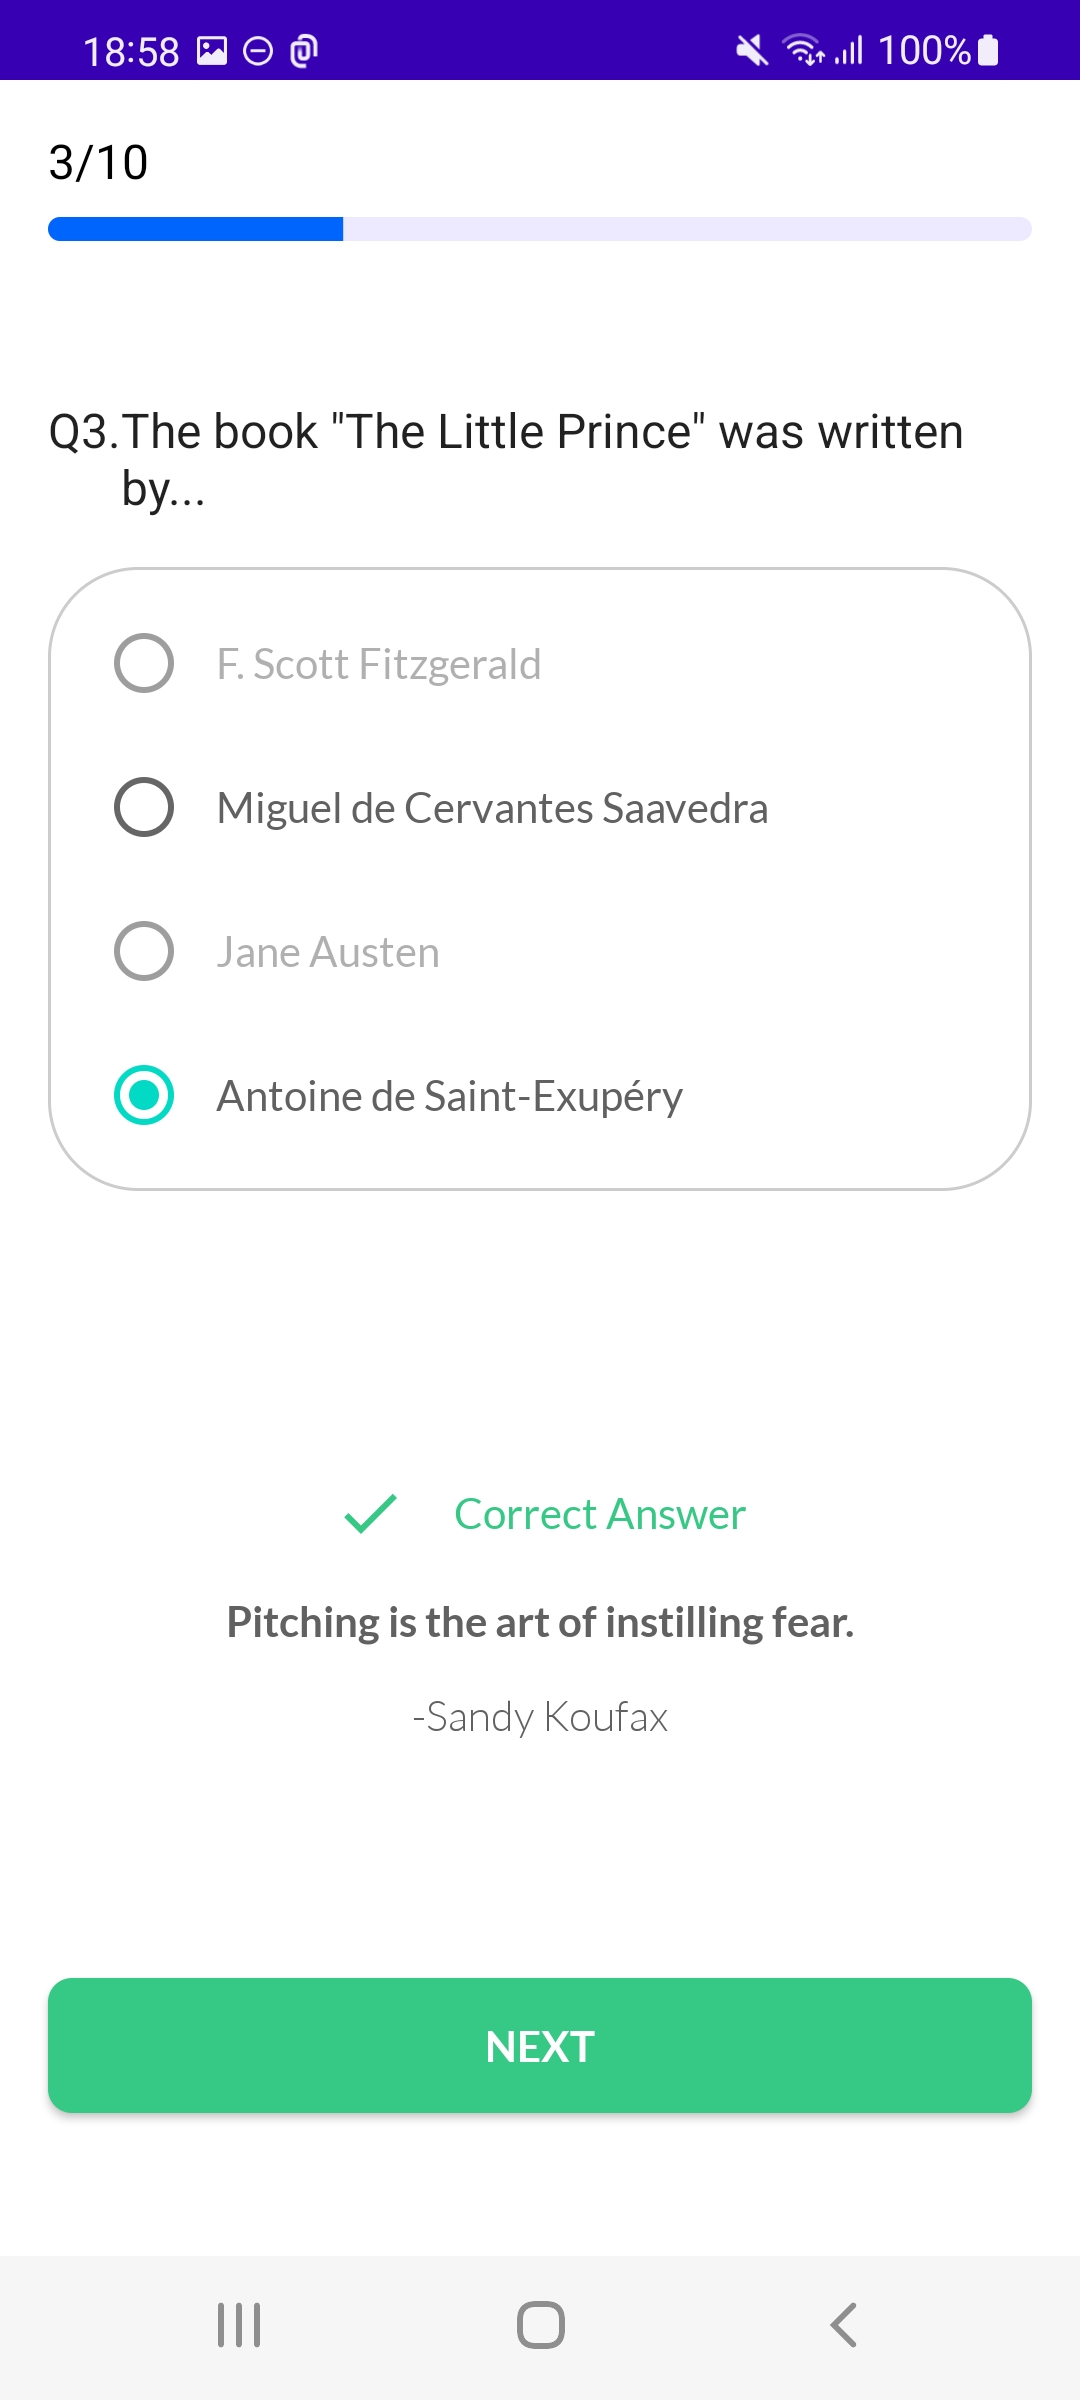 18:58 100%
3/10
Q3.The book "The Little Prince" was written
by...
F. Scott Fitzgerald
Miguel de Cervantes Saavedra
Jane Austen
Antoine de Saint-Exupéry
Correct Answer
Pitching is the art of instilling fear.
-Sandy Koufax
NEXT